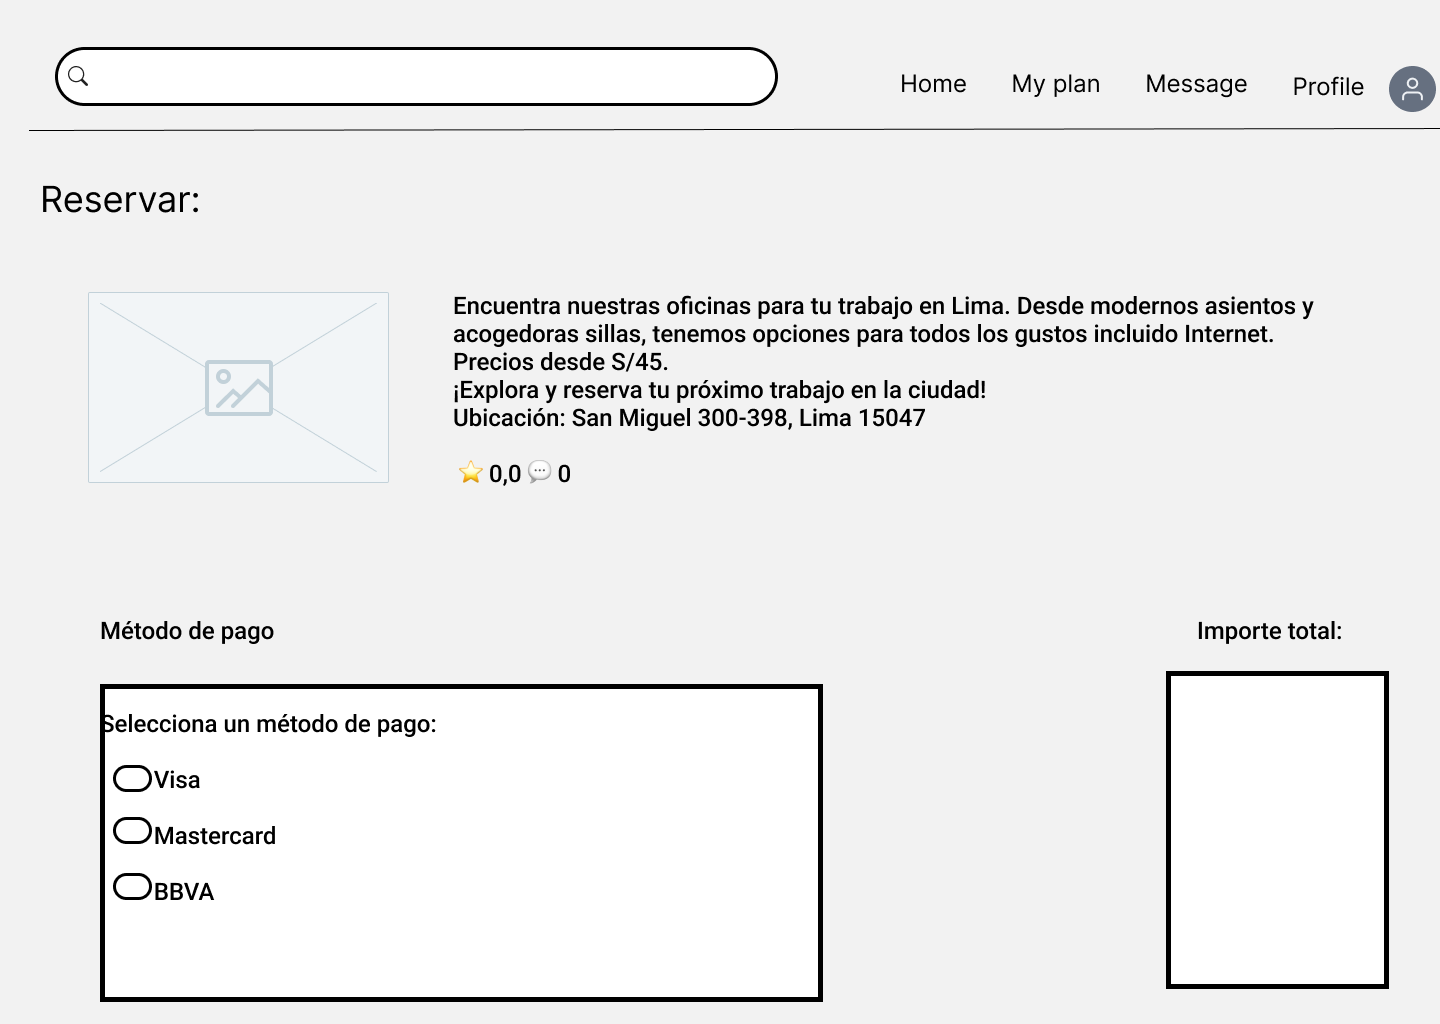 Home My plan Message Profile
Reservar:
Encuentra nuestras oficinas para tu trabajo en Lima. Desde modernos asientos y
acogedoras sillas, tenemos opciones para todos los gustos incluido Internet.
Precios desde S/45.
¡Explora y reserva tu próximo trabajo en la ciudad!
Ubicación: San Miguel 300-398, Lima 15047
⭐ 0,0 💬 0
Método de pago
Importe total:
Selecciona un método de pago:
Visa
Mastercard
BBVA